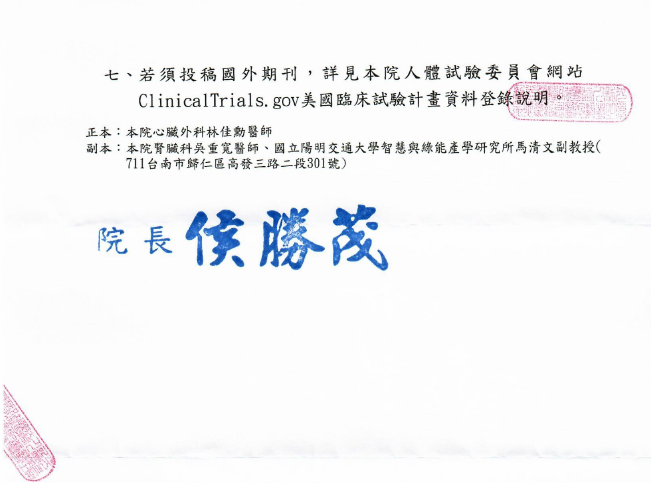 七、若須投稿國外期刊，詳見本院人體試驗委員會網站
ClinicalTrials.gov美國臨床試驗計畫資料登錄說明。
正本：本院心臟外科林佳勳醫師
副本：本院腎臟科吳重寬醫師、國立陽明交通大學智慧與綠能產學研究所馬清文副教授(
711台南市歸仁區高發三路二段301號)
院長 侯勝茂